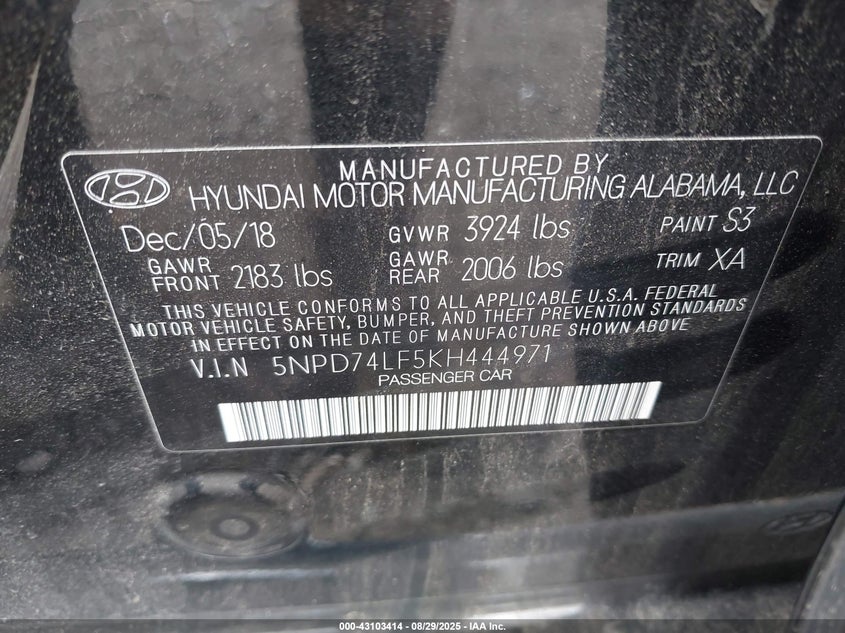 MANUFACTURED BY
HYUNDAI MOTOR MANUFACTURING ALABAMA, LLC
Dec/05/18 GVWR 3924 lbs PAINT S3
GAWR FRONT 2183 lbs GAWR REAR 2006 lbs TRIM XA
THIS VEHICLE CONFORMS TO ALL APPLICABLE U.S.A. FEDERAL
MOTOR VEHICLE SAFETY, BUMPER, AND THEFT PREVENTION STANDARDS
IN EFFECT ON THE DATE OF MANUFACTURE SHOWN ABOVE
V.I.N 5NPD74LF5KH444971
PASSENGER CAR
000-43103414 - 08/29/2025 - IAA, Inc.